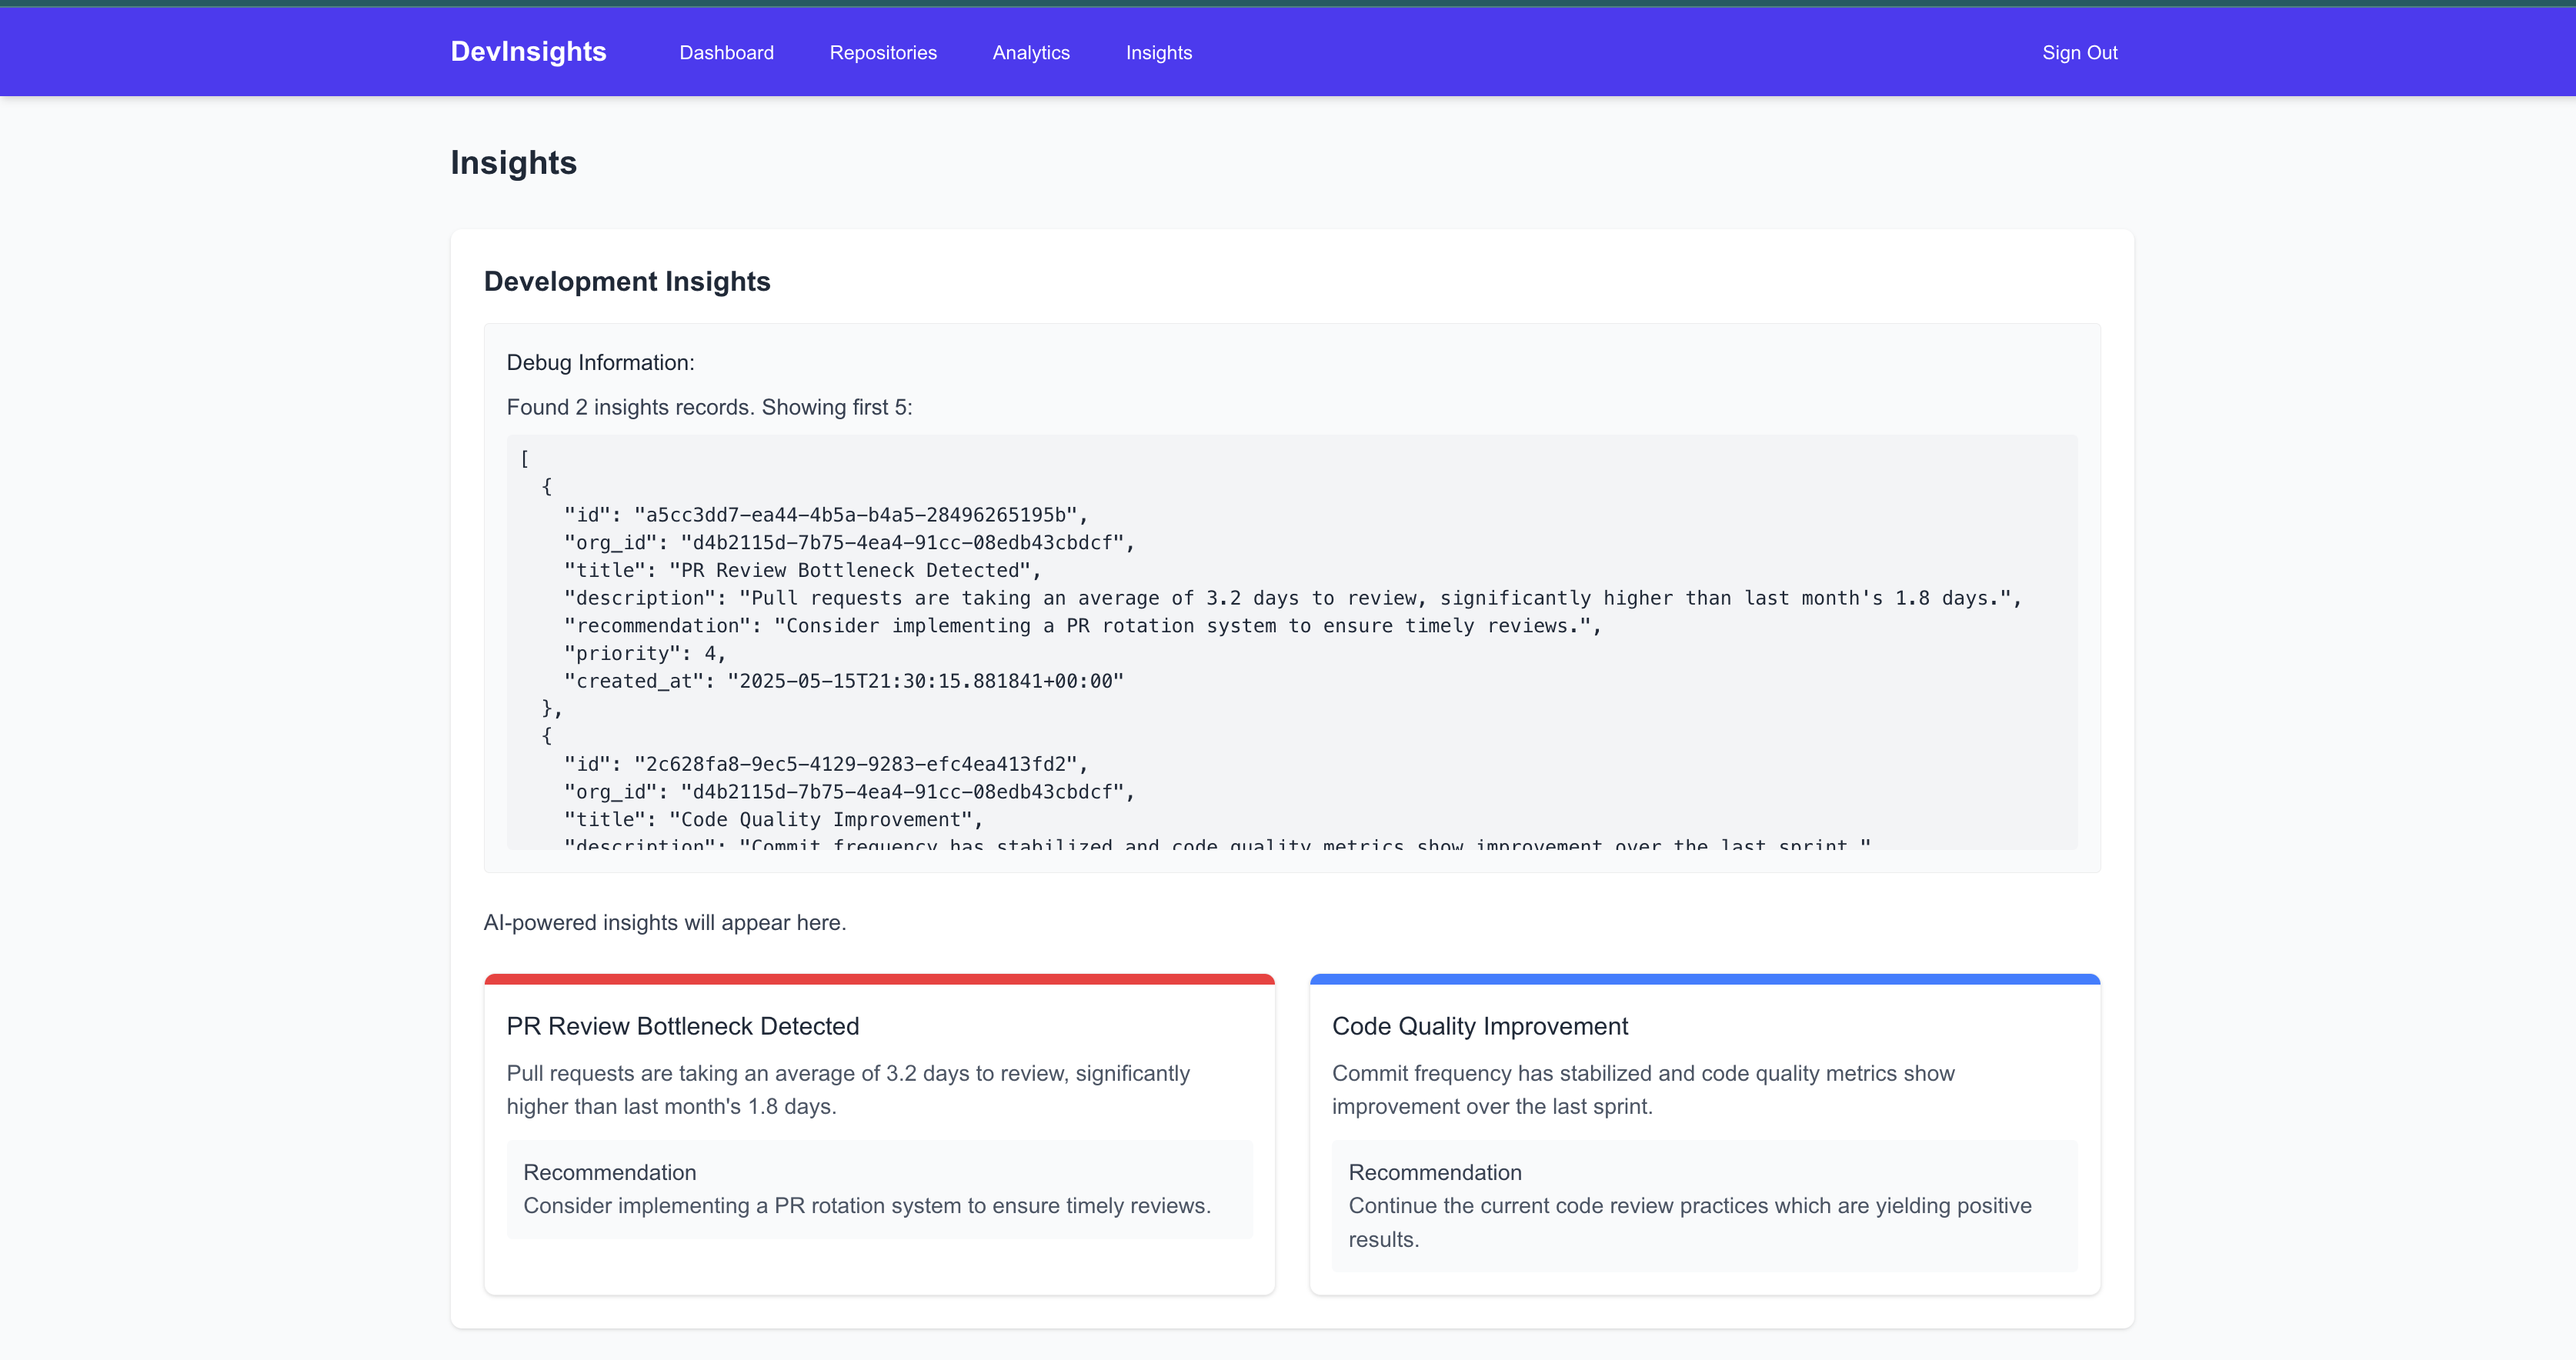 DevInsights Dashboard Repositories Analytics Insights Sign Out
Insights
Development Insights
Debug Information:
Found 2 insights records. Showing first 5:
[
  {
    "id": "a5cc3dd7-ea44-4b5a-b4a5-28496265195b",
    "org_id": "d4b2115d-7b75-4ea4-91cc-08edb43cbdcf",
    "title": "PR Review Bottleneck Detected",
    "description": "Pull requests are taking an average of 3.2 days to review, significantly higher than last month's 1.8 days.",
    "recommendation": "Consider implementing a PR rotation system to ensure timely reviews.",
    "priority": 4,
    "created_at": "2025-05-15T21:30:15.881841+00:00"
  },
  {
    "id": "2c628fa8-9ec5-4129-9283-efc4ea413fd2",
    "org_id": "d4b2115d-7b75-4ea4-91cc-08edb43cbdcf",
    "title": "Code Quality Improvement",
    "description": "Commit frequency has stabilized and code quality metrics show improvement over the last sprint."
AI-powered insights will appear here.
PR Review Bottleneck Detected
Pull requests are taking an average of 3.2 days to review, significantly
higher than last month's 1.8 days.
Recommendation
Consider implementing a PR rotation system to ensure timely reviews.
Code Quality Improvement
Commit frequency has stabilized and code quality metrics show
improvement over the last sprint.
Recommendation
Continue the current code review practices which are yielding positive
results.